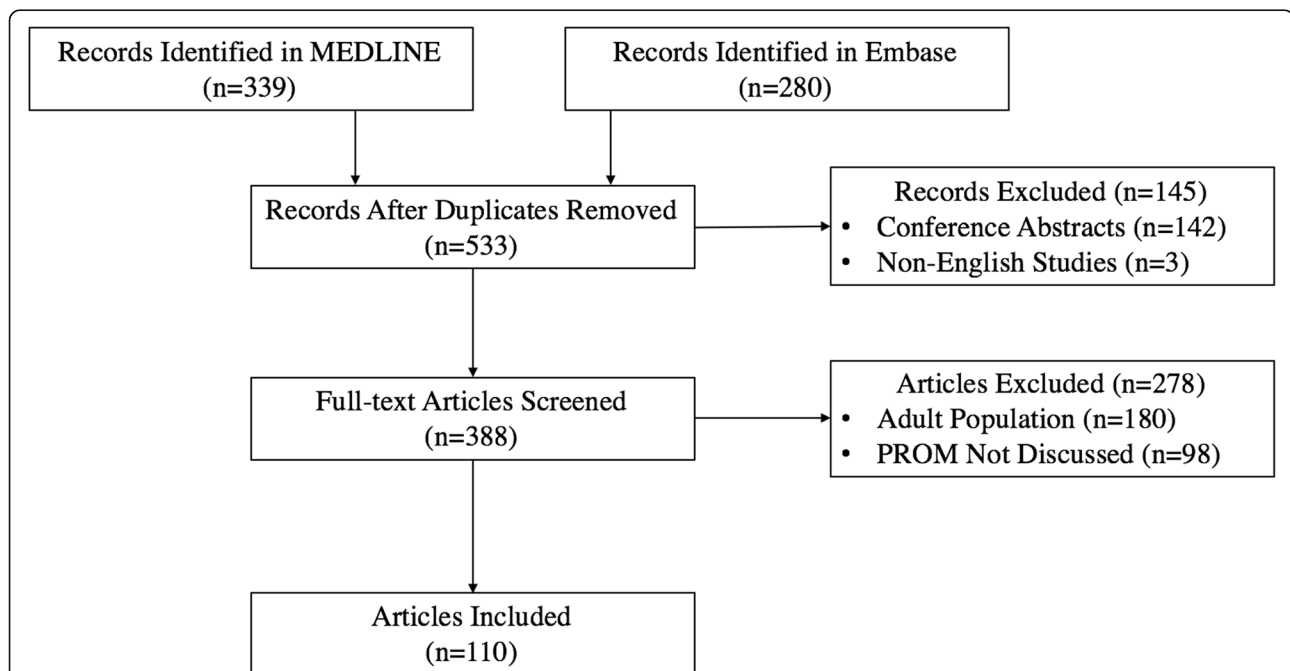 Records Identified in MEDLINE
(n=339)
Records Identified in Embase
(n=280)
Records After Duplicates Removed
(n=533)
Records Excluded (n=145)
• Conference Abstracts (n=142)
• Non-English Studies (n=3)
Full-text Articles Screened
(n=388)
Articles Excluded (n=278)
• Adult Population (n=180)
• PROM Not Discussed (n=98)
Articles Included
(n=110)